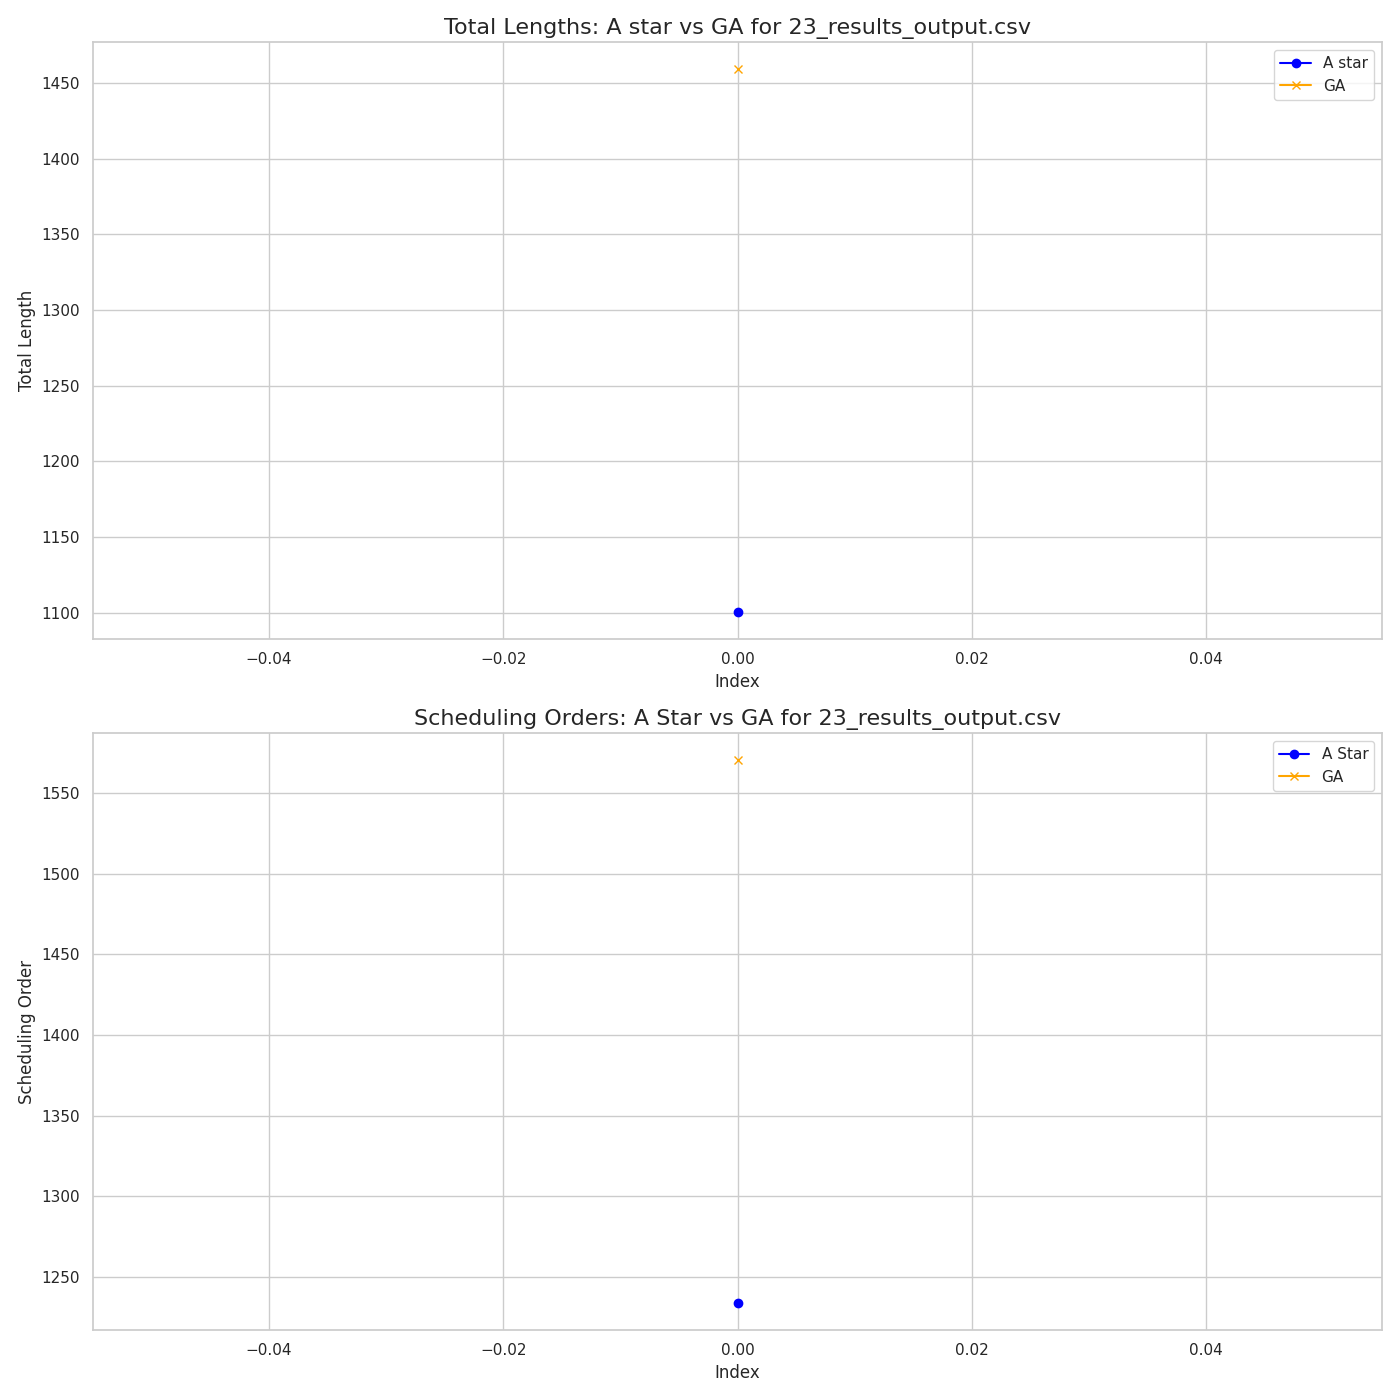 Total Lengths: A star vs GA for 23_results_output.csv
A star
GA
1450
1400
1350
1300
1250
1200
1150
1100
Total Length
−0.04
−0.02
0.00
0.02
0.04
Index
Scheduling Orders: A Star vs GA for 23_results_output.csv
A Star
GA
1550
1500
1450
1400
1350
1300
1250
Scheduling Order
−0.04
−0.02
0.00
0.02
0.04
Index